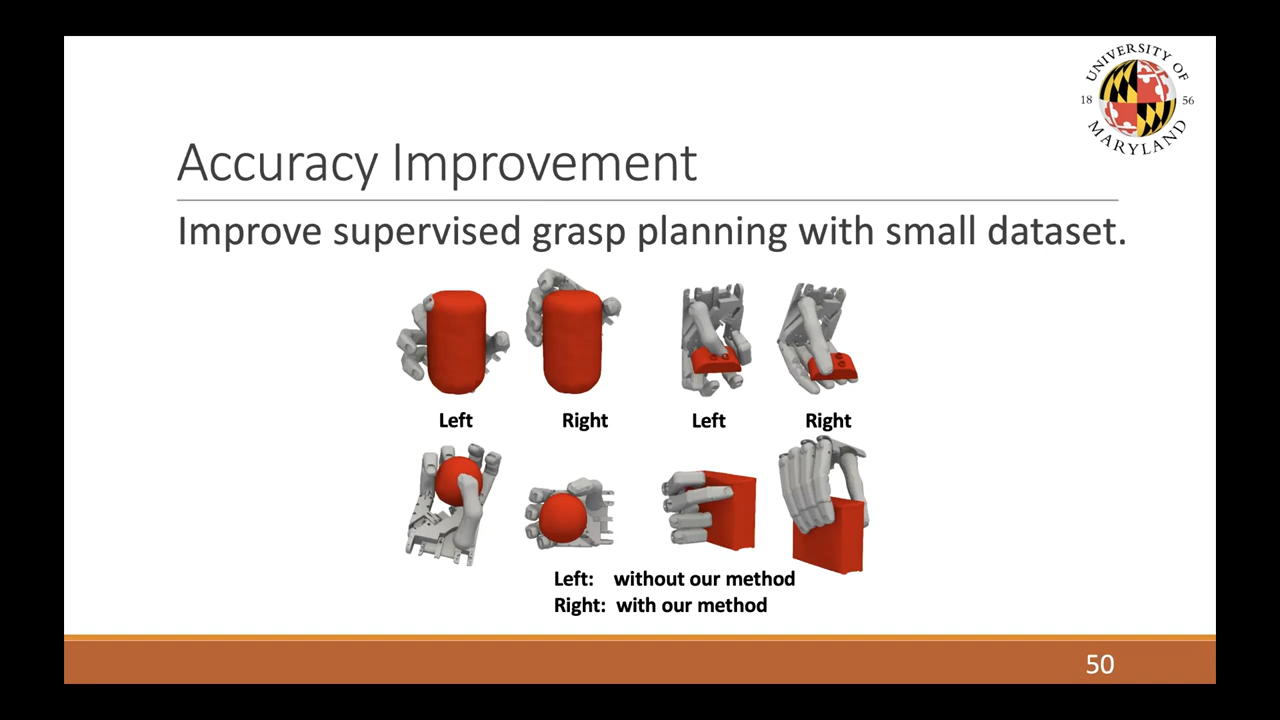 UNIVERSITY OF
18 56
MARYLAND
Accuracy Improvement
Improve supervised grasp planning with small dataset.
Left Right Left Right
Left: without our method
Right: with our method
50